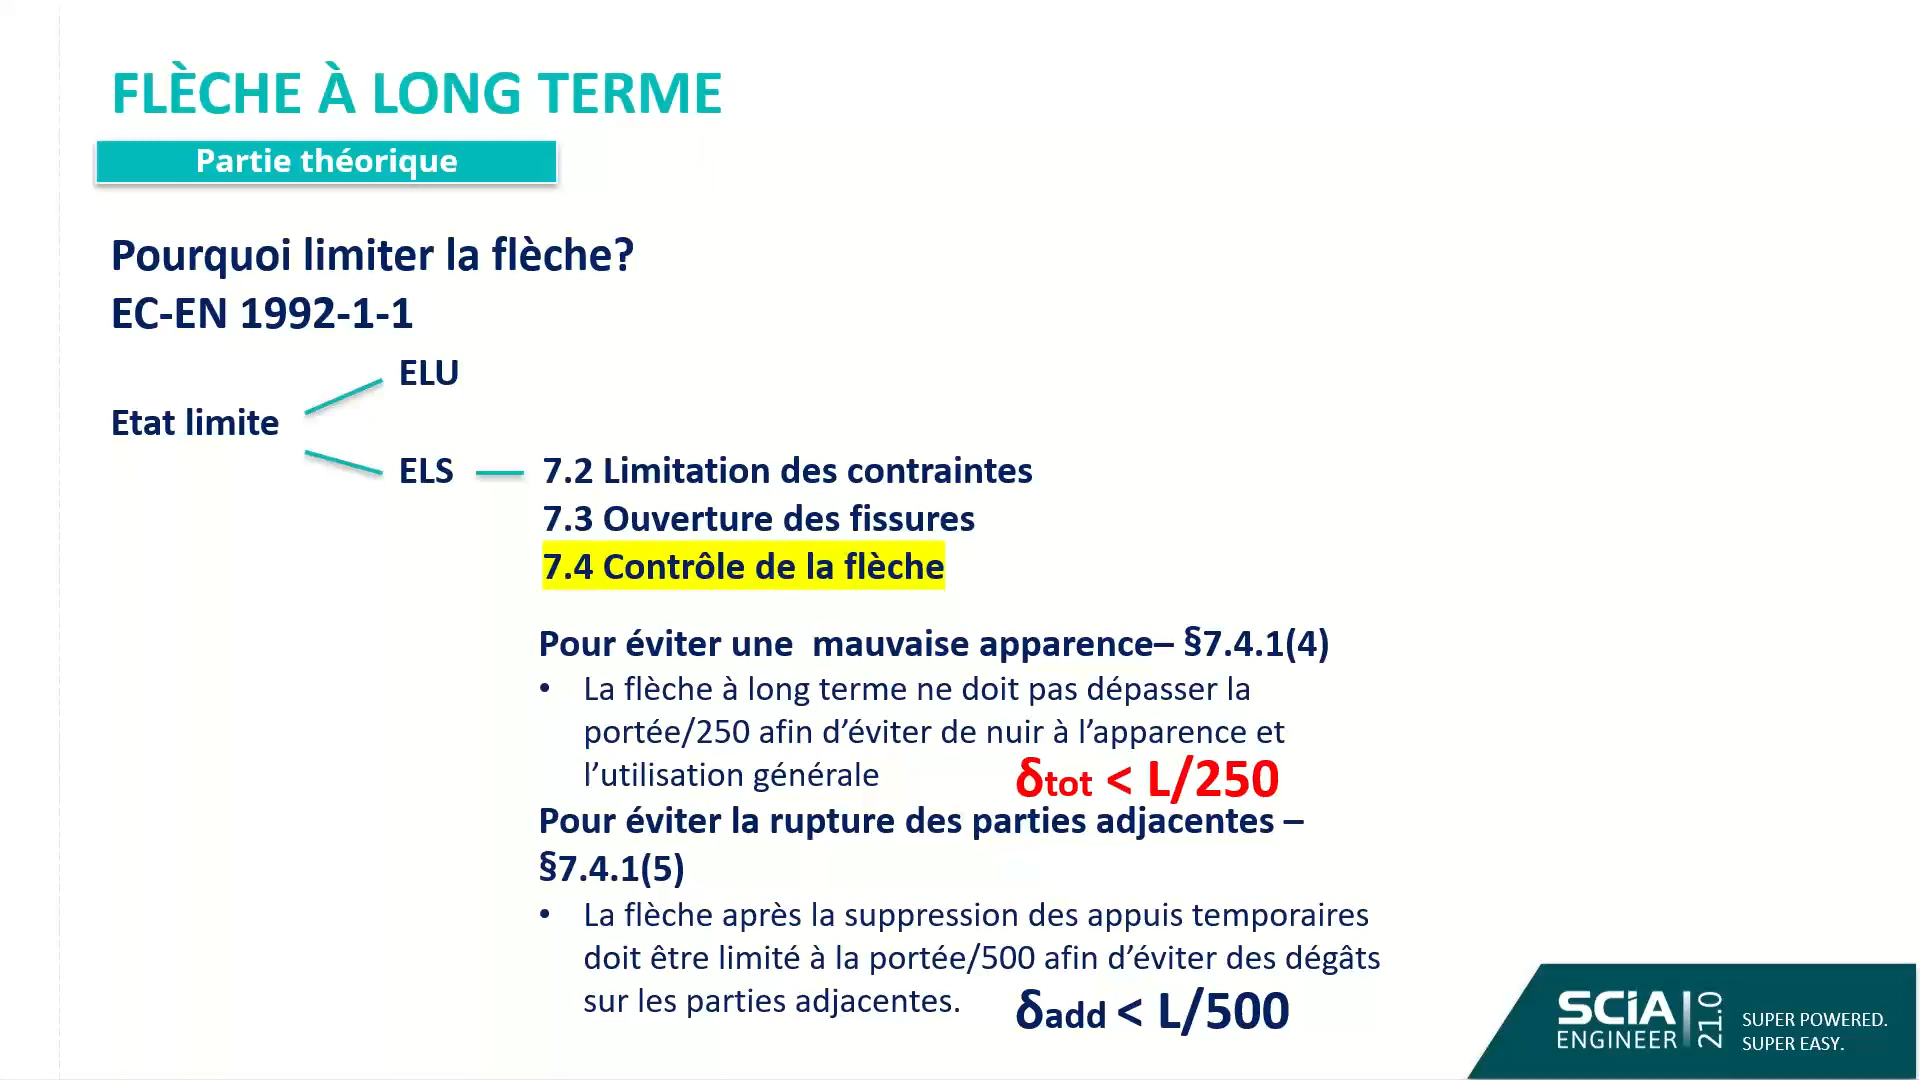 FLÈCHE À LONG TERME
Partie théorique
Pourquoi limiter la flèche?
EC-EN 1992-1-1
ELU
Etat limite
ELS
7.2 Limitation des contraintes
7.3 Ouverture des fissures
7.4 Contrôle de la flèche
Pour éviter une mauvaise apparence– §7.4.1(4)
• La flèche à long terme ne doit pas dépasser la
portée/250 afin d’éviter de nuir à l’apparence et
l’utilisation générale
δtot < L/250
Pour éviter la rupture des parties adjacentes –
§7.4.1(5)
• La flèche après la suppression des appuis temporaires
doit être limité à la portée/500 afin d’éviter des dégâts
sur les parties adjacentes.
δadd < L/500
SCIA
ENGINEER
21.0
SUPER POWERED.
SUPER EASY.